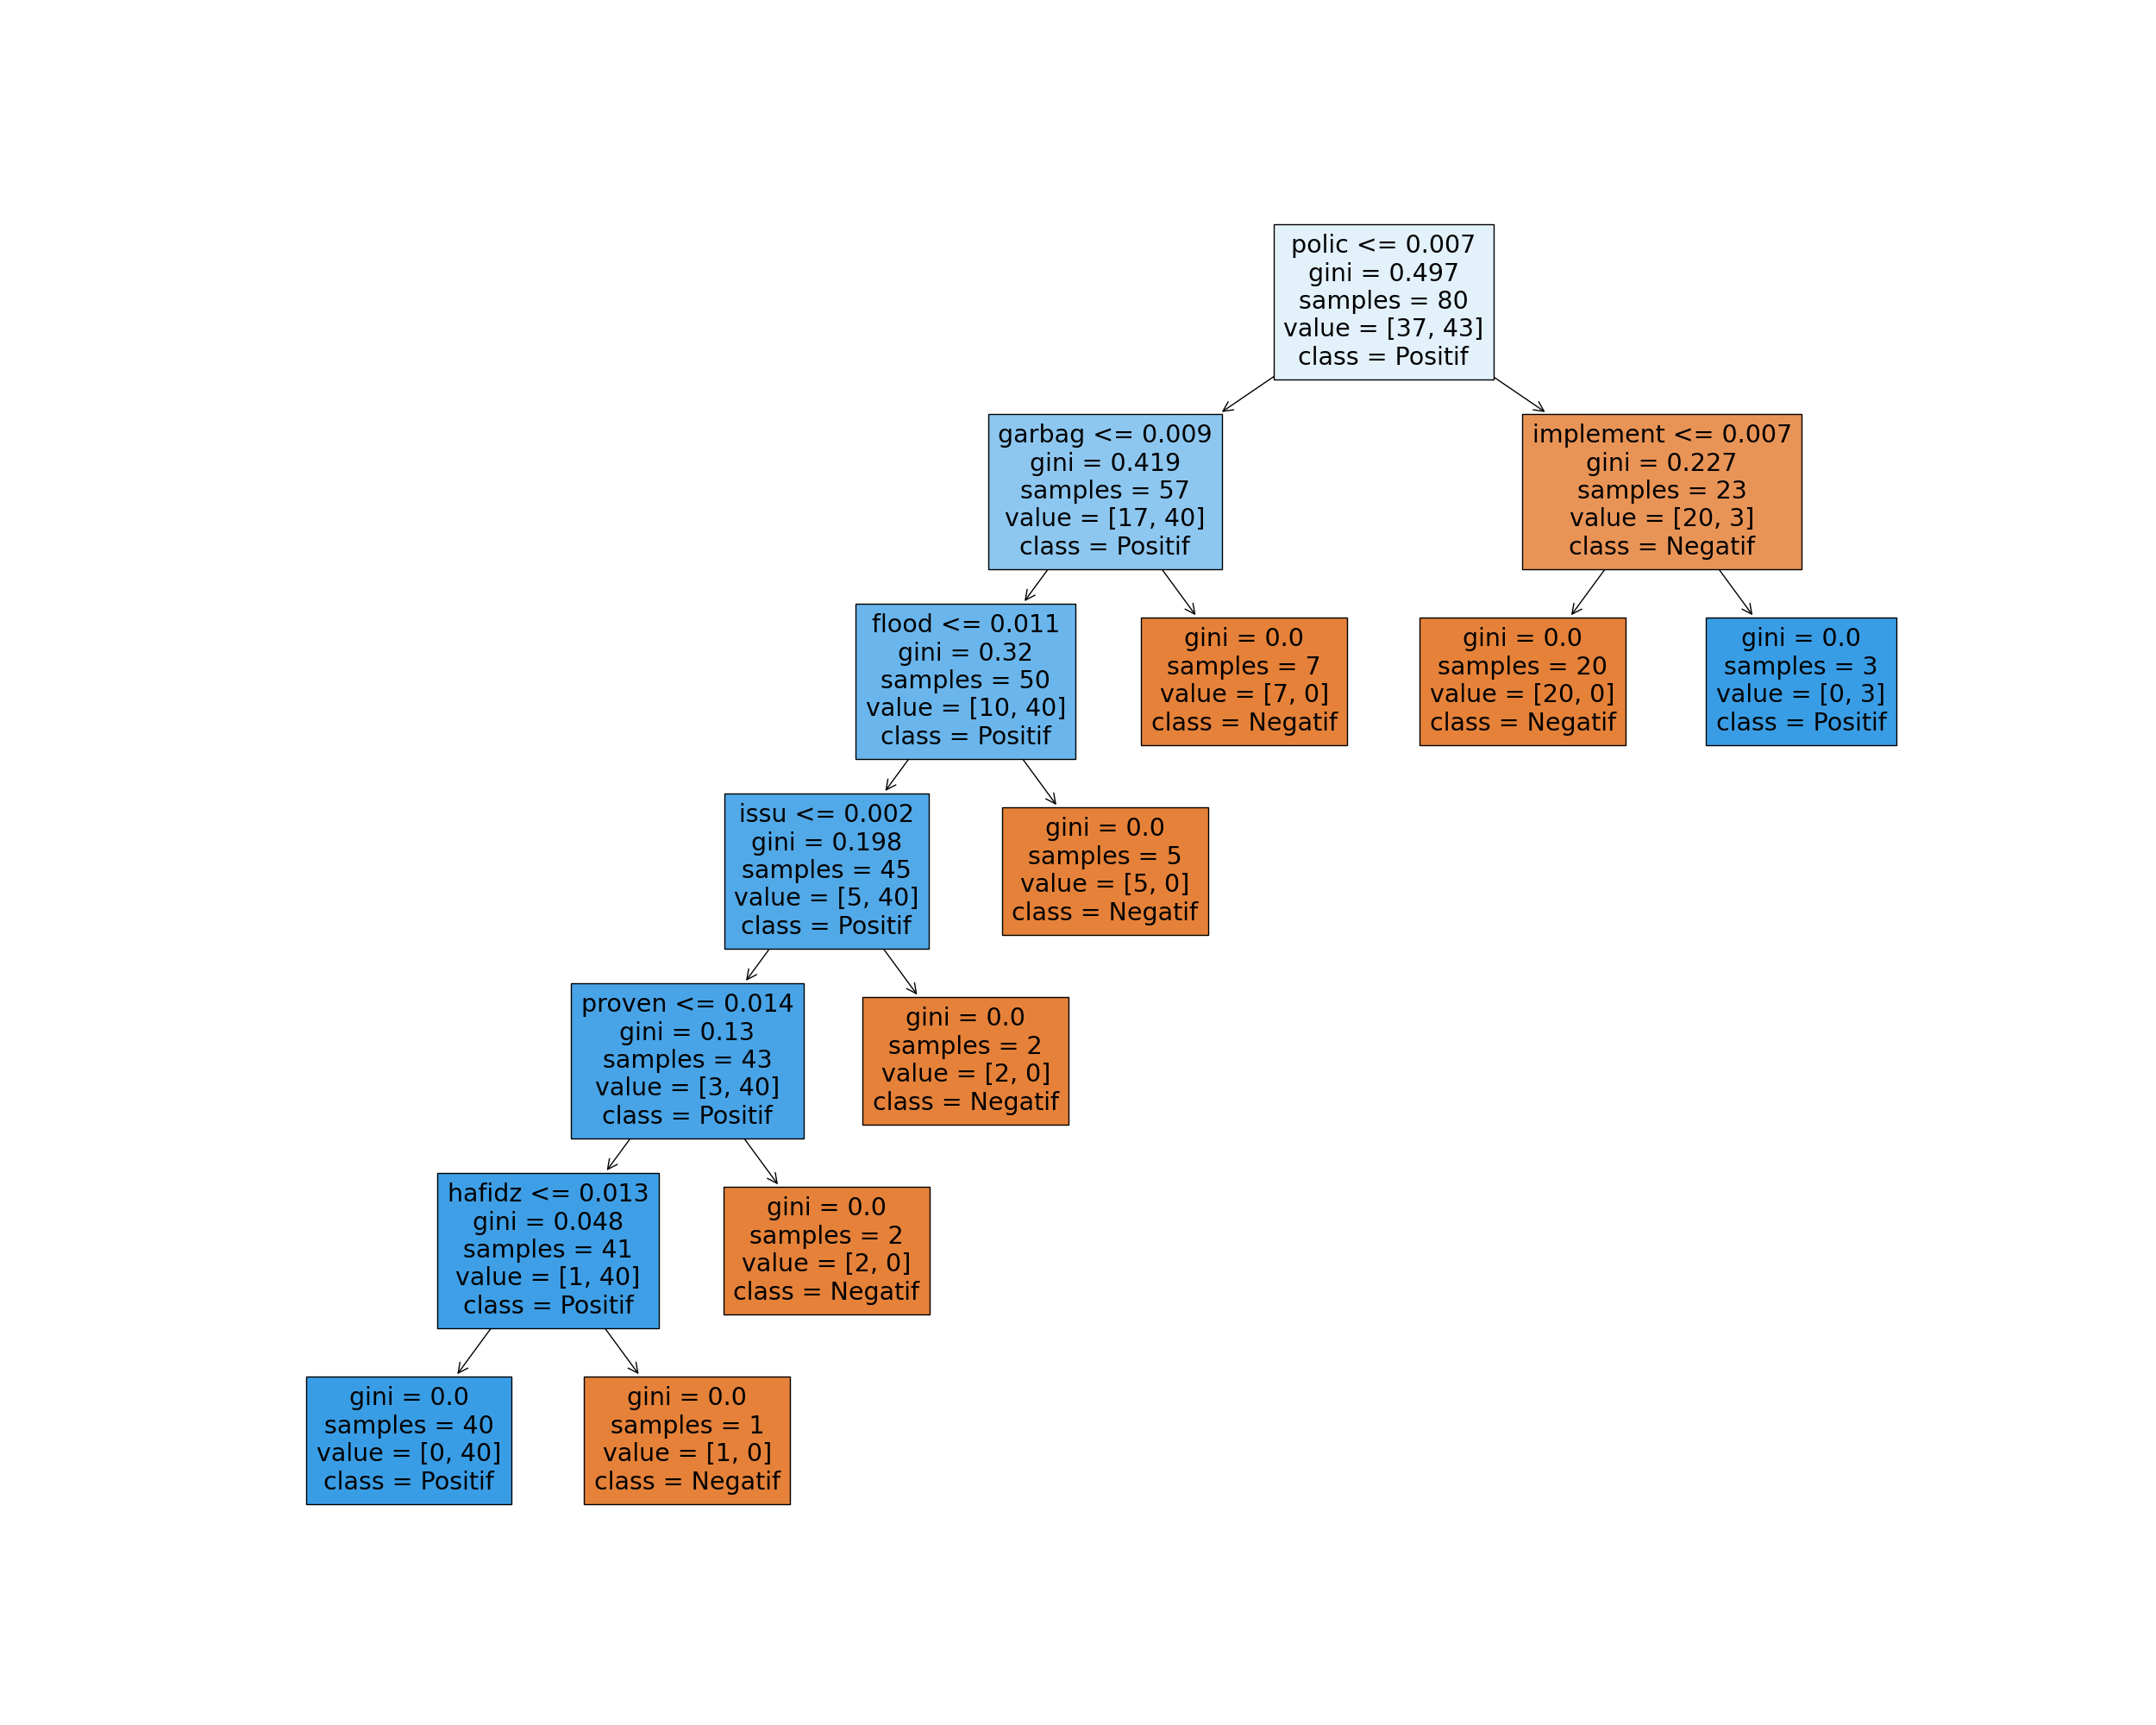 polic <= 0.007
gini = 0.497
samples = 80
value = [37, 43]
class = Positif
garbag <= 0.009
gini = 0.419
samples = 57
value = [17, 40]
class = Positif
implement <= 0.007
gini = 0.227
samples = 23
value = [20, 3]
class = Negatif
flood <= 0.011
gini = 0.32
samples = 50
value = [10, 40]
class = Positif
gini = 0.0
samples = 7
value = [7, 0]
class = Negatif
gini = 0.0
samples = 20
value = [20, 0]
class = Negatif
gini = 0.0
samples = 3
value = [0, 3]
class = Positif
issu <= 0.002
gini = 0.198
samples = 45
value = [5, 40]
class = Positif
gini = 0.0
samples = 5
value = [5, 0]
class = Negatif
proven <= 0.014
gini = 0.13
samples = 43
value = [3, 40]
class = Positif
gini = 0.0
samples = 2
value = [2, 0]
class = Negatif
hafidz <= 0.013
gini = 0.048
samples = 41
value = [1, 40]
class = Positif
gini = 0.0
samples = 2
value = [2, 0]
class = Negatif
gini = 0.0
samples = 40
value = [0, 40]
class = Positif
gini = 0.0
samples = 1
value = [1, 0]
class = Negatif